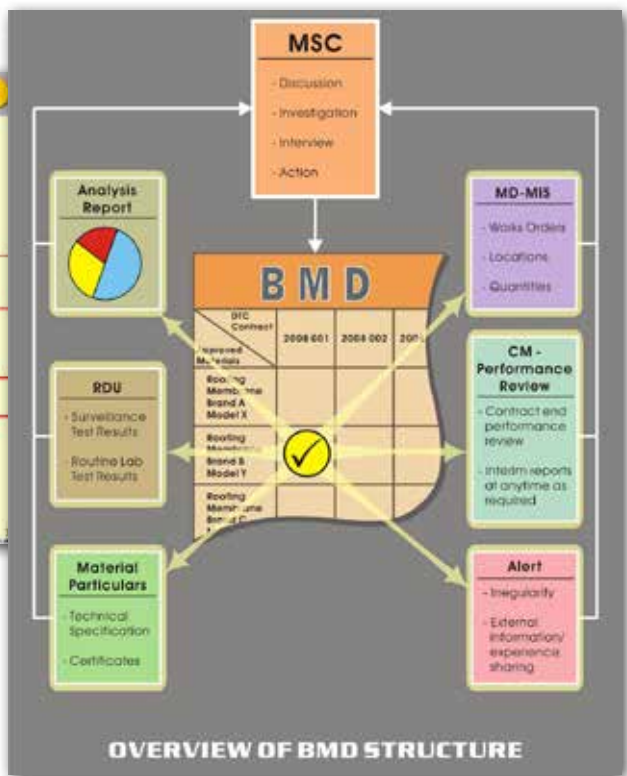 MSC
- Discussion
- Investigation
- Interview
- Action
Analysis
Report
MD-MIS
- Works Orders
- Locations
- Quantities
BMD
DTC
Contract
Improved
Materials
2008 001
2008 002
Roofing
Membrane
Brand A
Model X
Roofing
Brand B
Model Y
Roofing
Membrane
Brand C
RDU
- Surveillance
Test Results
- Routine Lab
Test Results
CM -
Performance
Review
- Contract end
performance
review
- Interim reports
at anytime as
required
Material
Particulars
- Technical
Specification
- Certificates
Alert
- Irregularity
- External
information/
experience
sharing
OVERVIEW OF BMD STRUCTURE